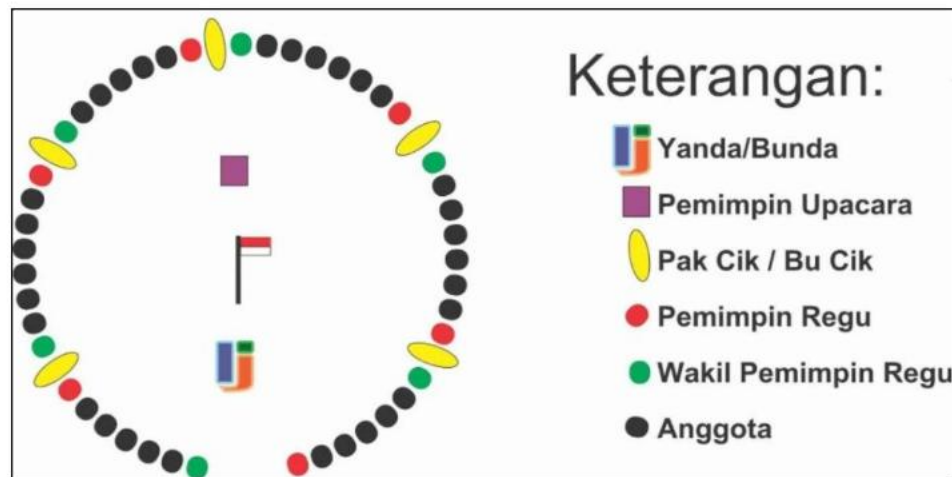 Keterangan:
Yanda/Bunda
Pemimpin Upacara
Pak Cik / Bu Cik
Pemimpin Regu
Wakil Pemimpin Regu
Anggota